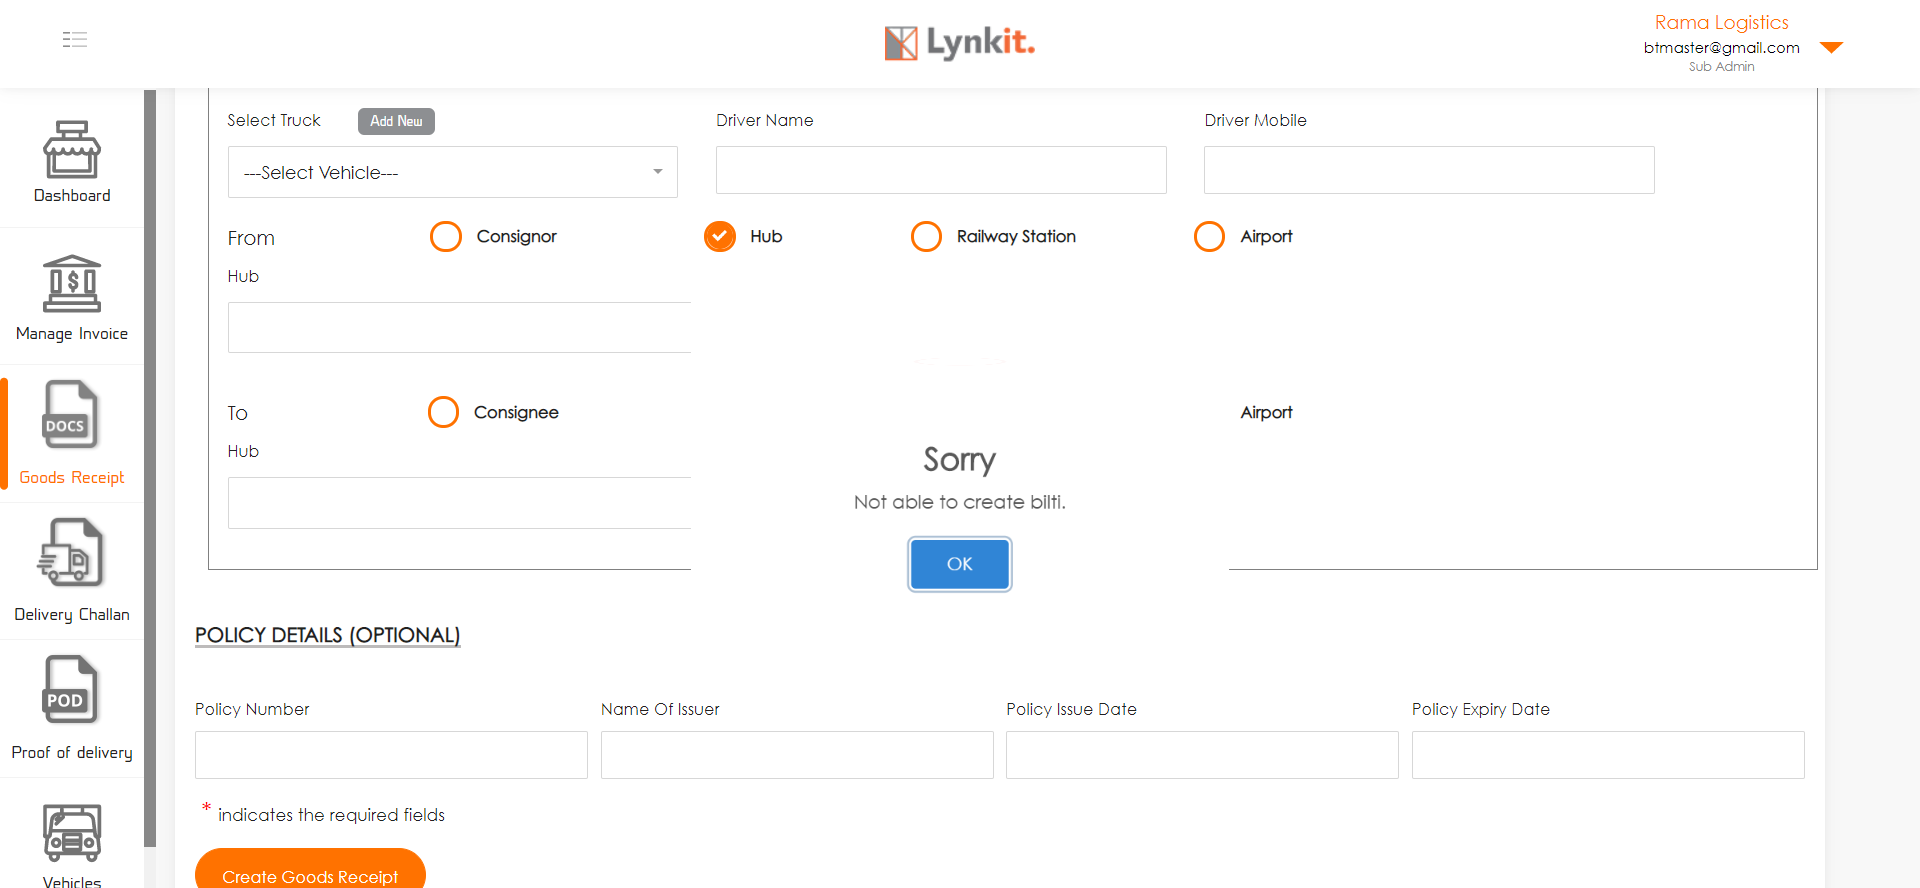 Lynkit.
Rama Logistics
btmaster@gmail.com
Sub Admin
Dashboard
Manage Invoice
DOCS
Goods Receipt
Delivery Challan
POD
Proof of delivery
Vehicles
Select Truck Add New Driver Name Driver Mobile
---Select Vehicle---
From Consignor Hub Railway Station Airport
Hub
To Consignee Airport
Hub
Sorry
Not able to create bilti.
OK
POLICY DETAILS (OPTIONAL)
Policy Number Name Of Issuer Policy Issue Date Policy Expiry Date
* indicates the required fields
Create Goods Receipt